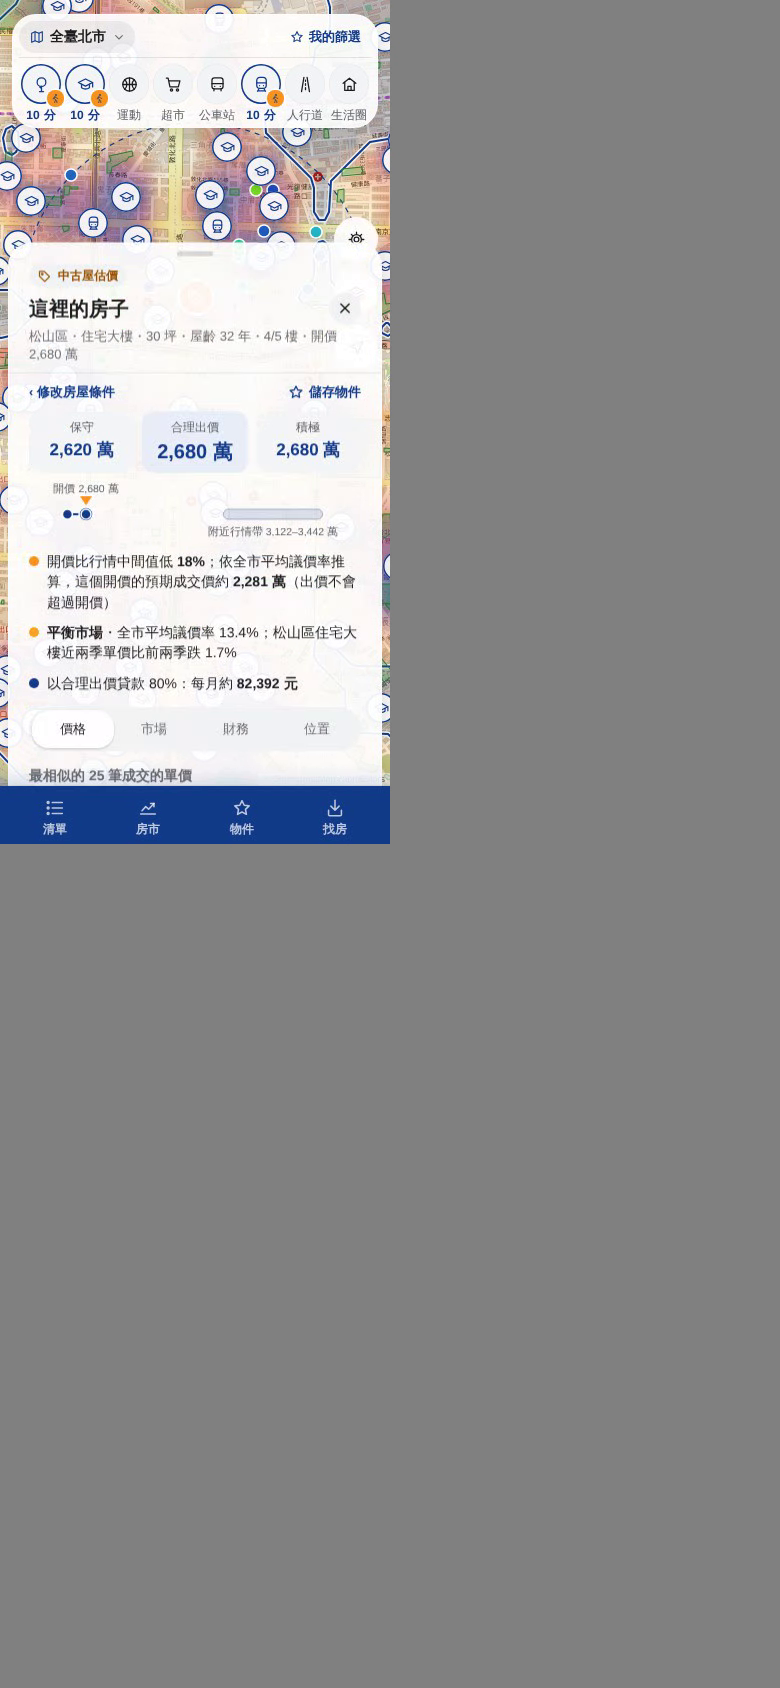 全臺北市
我的篩選
10 分
10 分
運動
超市
公車站
10 分
人行道
生活圈
中古屋估價
這裡的房子
松山區・住宅大樓・30 坪・屋齡 32 年・4/5 樓・開價
2,680 萬
‹ 修改房屋條件
儲存物件
保守
2,620 萬
合理出價
2,680 萬
積極
2,680 萬
開價 2,680 萬
附近行情帶 3,122–3,442 萬
開價比行情中間值低 18%；依全市平均議價率推
算，這個開價的預期成交價約 2,281 萬（出價不會
超過開價）
平衡市場・全市平均議價率 13.4%；松山區住宅大
樓近兩季單價比前兩季跌 1.7%
以合理出價貸款 80%：每月約 82,392 元
價格
市場
財務
位置
最相似的 25 筆成交的單價
清單
房市
物件
找房